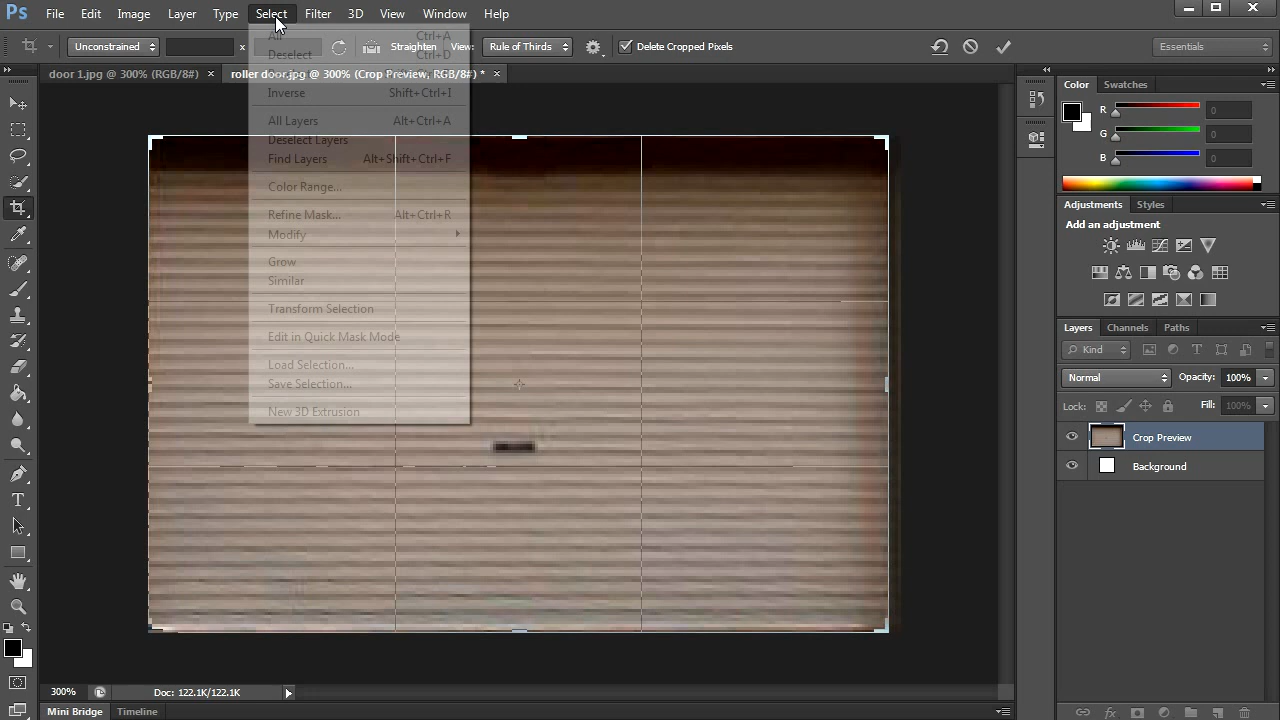 Ps File Edit Image Layer Type Select Filter 3D View Window Help
Unconstrained x Straighten View: Rule of Thirds Delete Cropped Pixels Essentials
door 1.jpg @ 300% (RGB/8#) × roller door.jpg @ 300% (Crop Preview, RGB/8#) * ×
All Ctrl+A
Deselect Ctrl+D
Inverse Shift+Ctrl+I
All Layers Alt+Ctrl+A
Deselect Layers
Find Layers Alt+Shift+Ctrl+F
Color Range...
Refine Mask... Alt+Ctrl+R
Modify
Grow
Similar
Transform Selection
Edit in Quick Mask Mode
Load Selection...
Save Selection...
New 3D Extrusion
Color Swatches
R 0
G 0
B 0
Adjustments Styles
Add an adjustment
Layers Channels Paths
Kind
Normal Opacity: 100%
Lock: Fill: 100%
Crop Preview
Background
300% Doc: 122.1K/122.1K
Mini Bridge Timeline